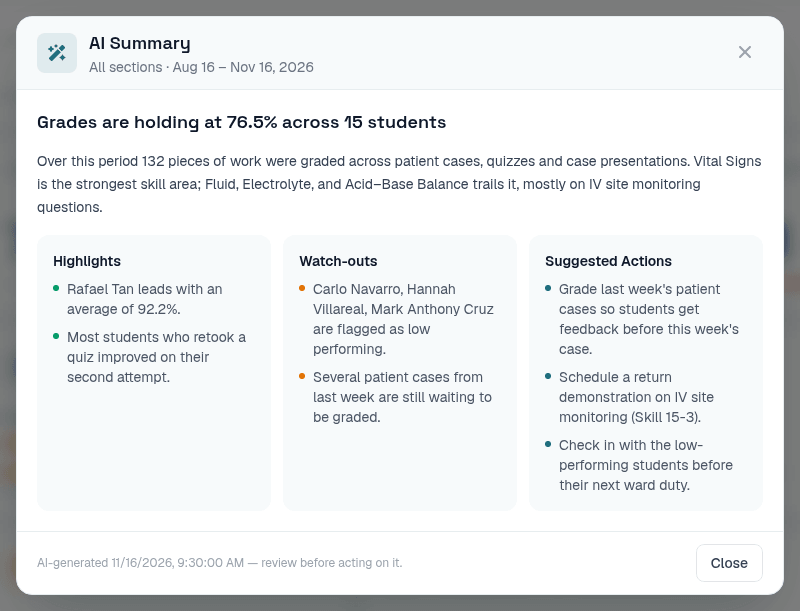 AI Summary
All sections · Aug 16 – Nov 16, 2026
Grades are holding at 76.5% across 15 students
Over this period 132 pieces of work were graded across patient cases, quizzes and case presentations. Vital Signs
is the strongest skill area; Fluid, Electrolyte, and Acid–Base Balance trails it, mostly on IV site monitoring
questions.
Highlights
Rafael Tan leads with an
average of 92.2%.
Most students who retook a
quiz improved on their
second attempt.
Watch-outs
Carlo Navarro, Hannah
Villareal, Mark Anthony Cruz
are flagged as low
performing.
Several patient cases from
last week are still waiting to
be graded.
Suggested Actions
Grade last week's patient
cases so students get
feedback before this week's
case.
Schedule a return
demonstration on IV site
monitoring (Skill 15-3).
Check in with the low-
performing students before
their next ward duty.
AI-generated 11/16/2026, 9:30:00 AM — review before acting on it.
Close